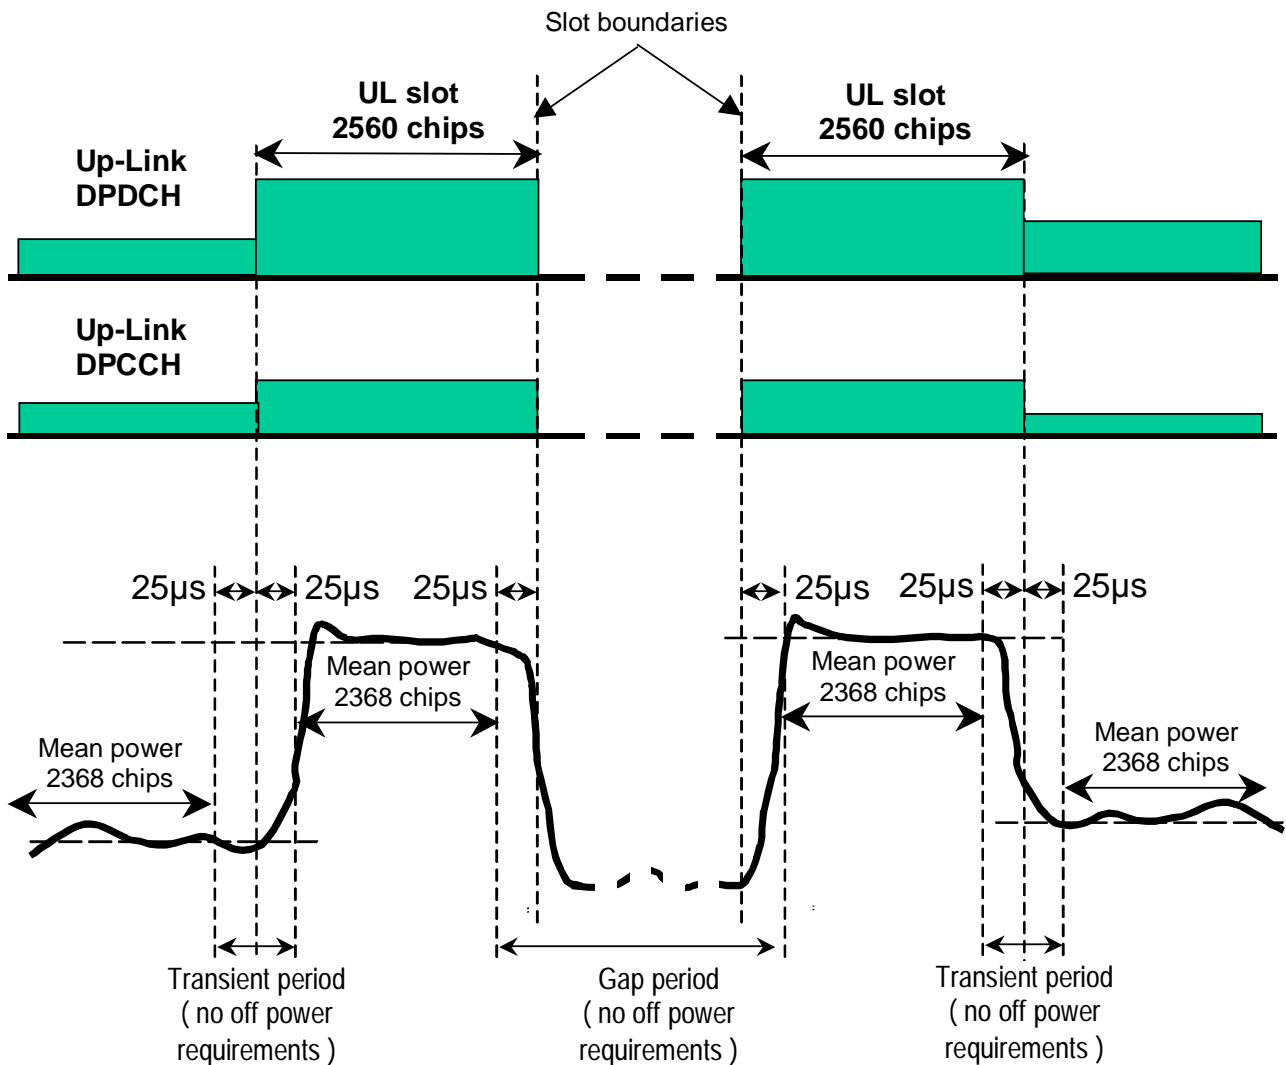 Slot boundaries
UL slot
2560 chips
UL slot
2560 chips
Up-Link
DPDCH
Up-Link
DPCCH
25µs
25µs
25µs
25µs
25µs
25µs
Mean power
2368 chips
Mean power
2368 chips
Mean power
2368 chips
Mean power
2368 chips
Transient period
( no off power
requirements )
Gap period
( no off power
requirements )
Transient period
( no off power
requirements )